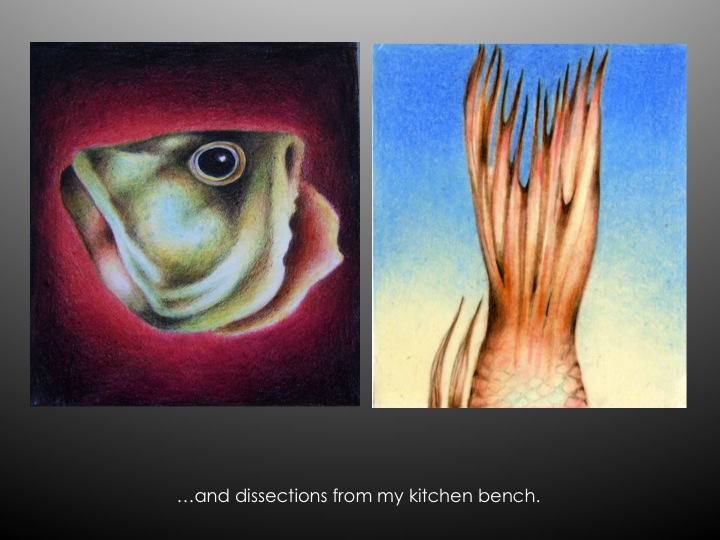 …and dissections from my kitchen bench.